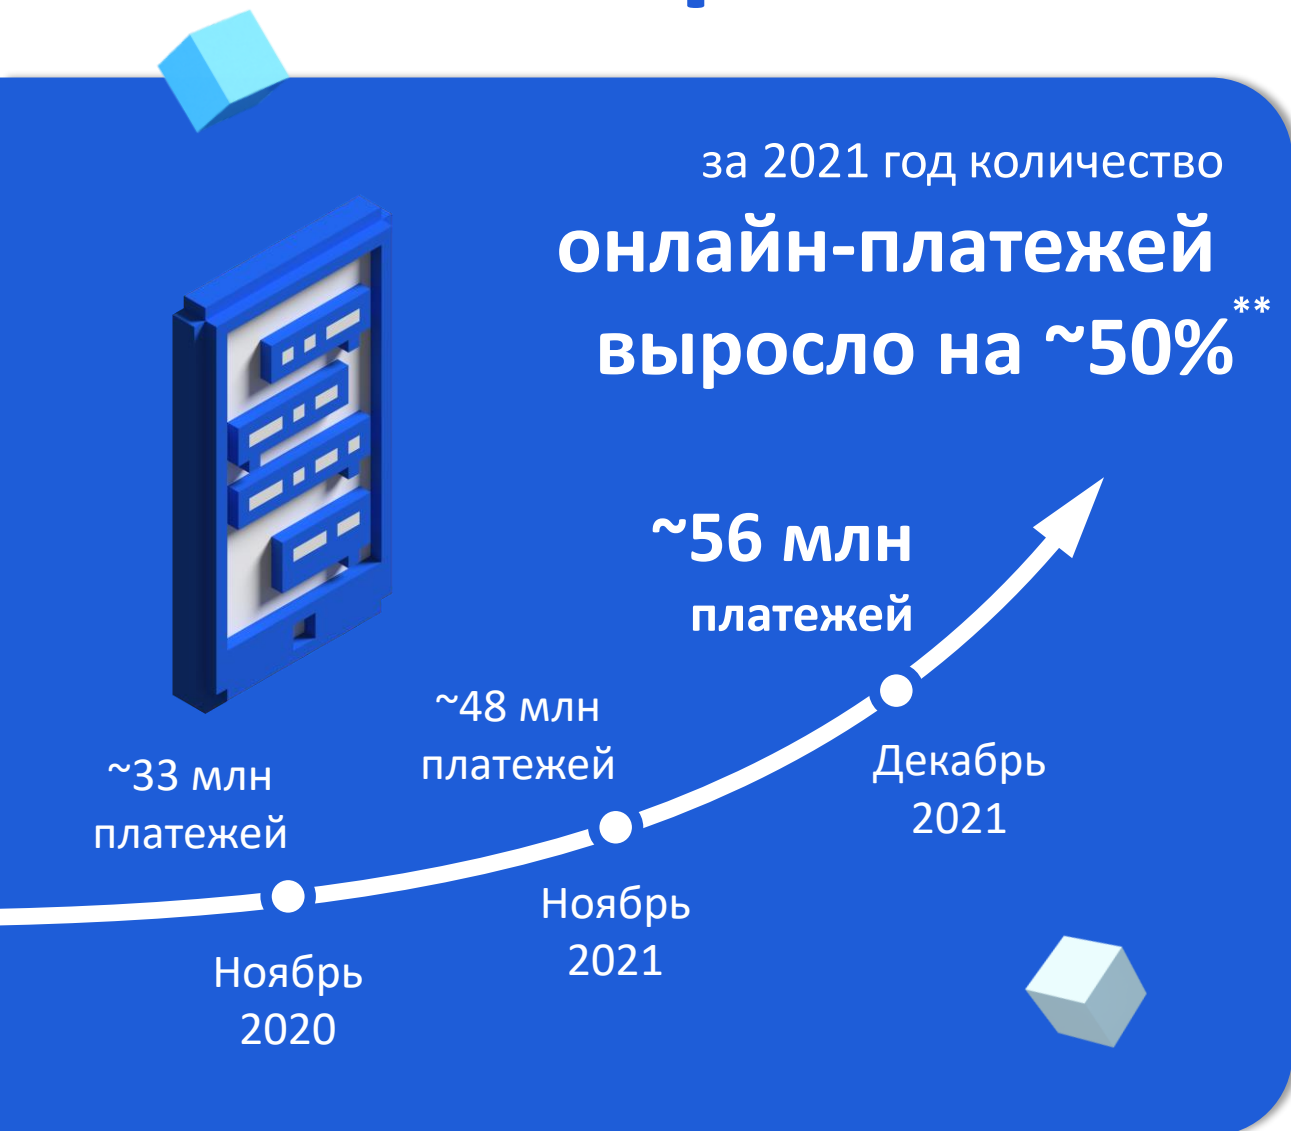 за 2021 год количество
онлайн-платежей
выросло на ~50%**
~56 млн
платежей
~48 млн
платежей
~33 млн
платежей
Декабрь
2021
Ноябрь
2021
Ноябрь
2020